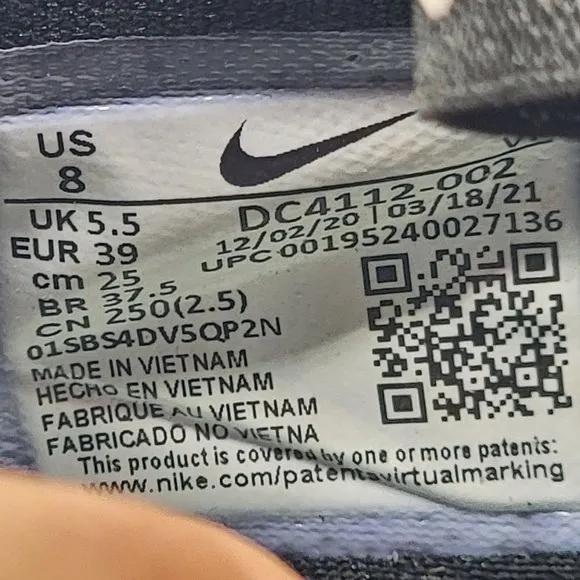 US
8
UK 5.5
EUR 39
cm 25
BR 37.5
CN 250(2.5)
01SBS4DV5QP2N
DC4112-002
12/02/20 | 03/18/21
UPC 00195240027136
MADE IN VIETNAM
HECHO EN VIETNAM
FABRIQUE AU VIETNAM
FABRICADO NO VIETNA
This product is covered by one or more patents:
www.nike.com/patentsvirtualmarking